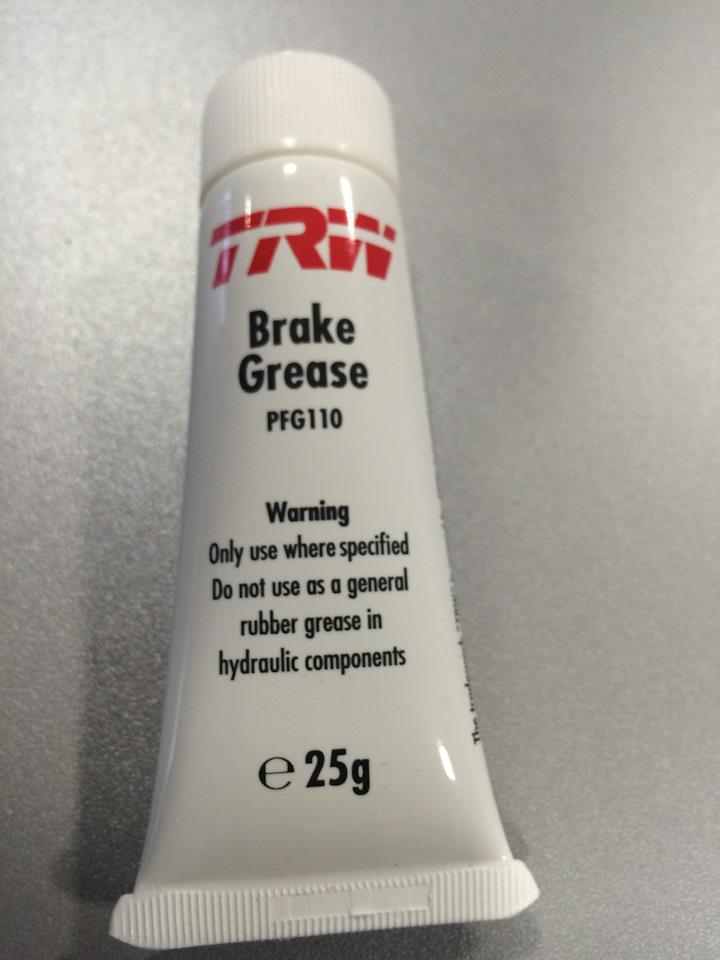 TRW
Brake
Grease
PFG110
Warning
Only use where specified
Do not use as a general
rubber grease in
hydraulic components
℮ 25g